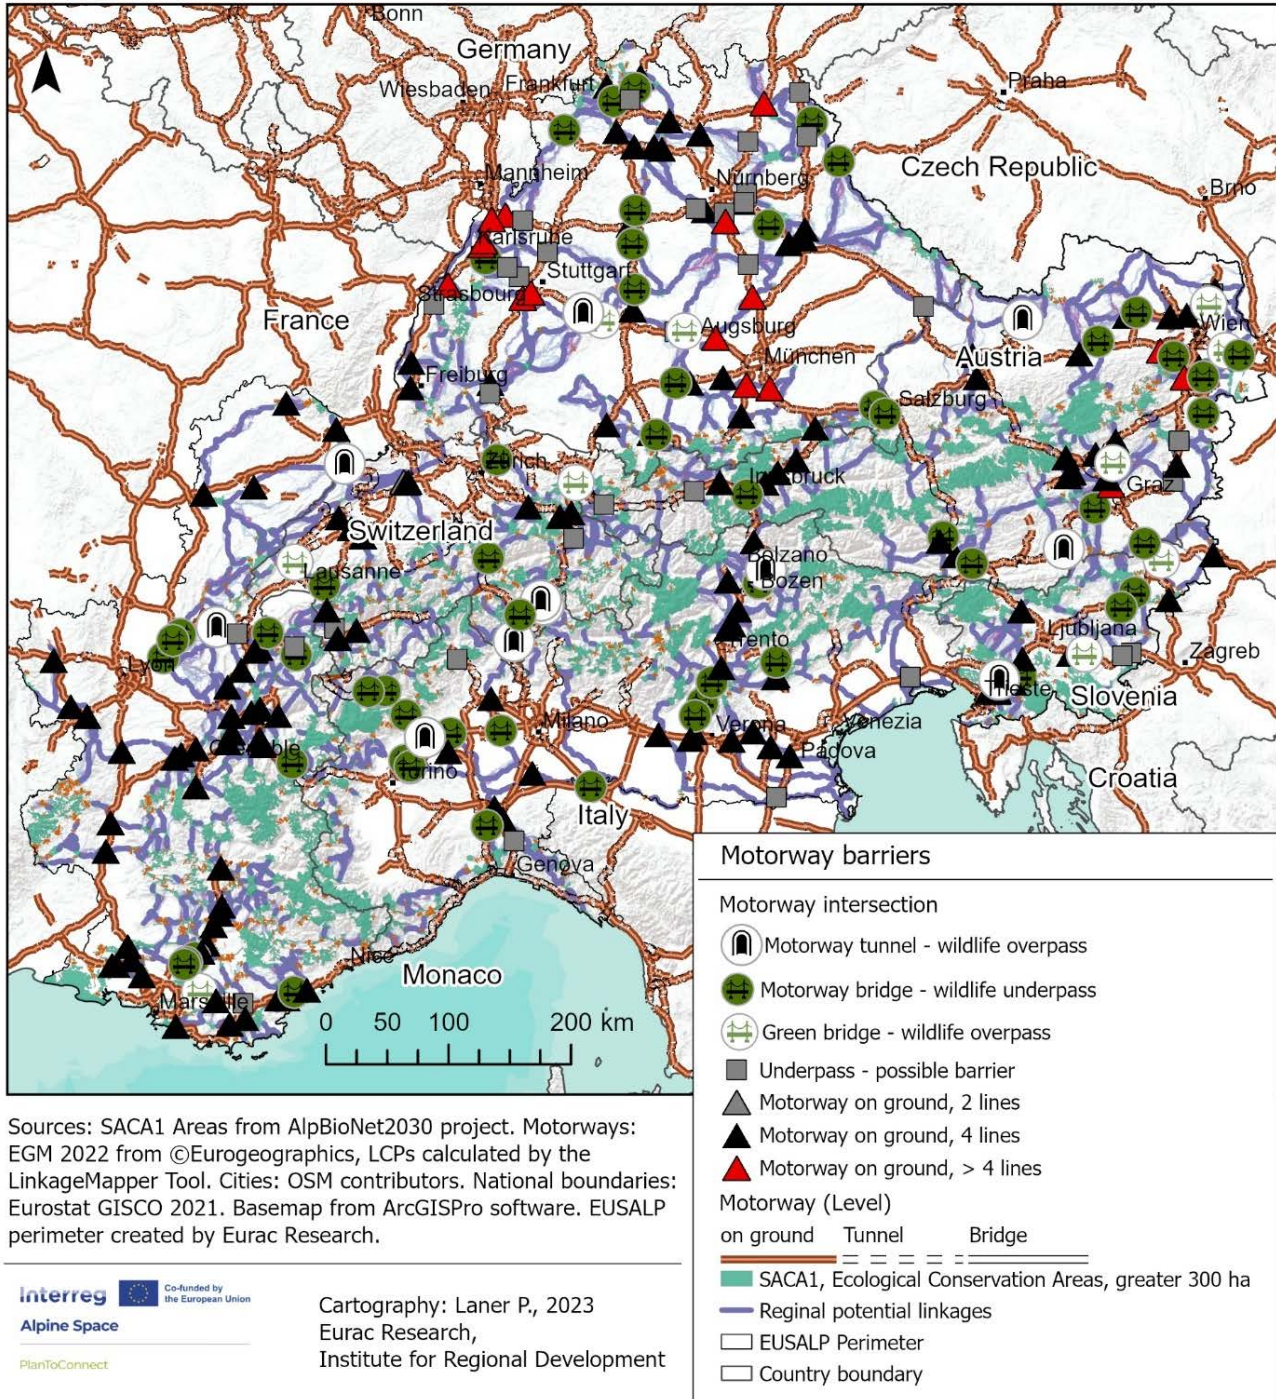 Bonn
Germany
Wiesbaden
Frankfurt
Praha
Czech Republic
Mannheim
Nürnberg
Brno
Karlsruhe
Stuttgart
Strasbourg
France
Augsburg
Wien
München
Austria
Freiburg
Salzburg
Zürich
Innsbruck
Graz
Switzerland
Bolzano
- Bozen
Lausanne
Ljubljana
Trento
Lyon
Zagreb
Trieste
Slovenia
Milano
Verona
Venezia
Grenoble
Padova
Torino
Croatia
Italy
Genova
Nice
Monaco
Marseille
0 50 100 200 km
Motorway barriers
Motorway intersection
Motorway tunnel - wildlife overpass
Motorway bridge - wildlife underpass
Green bridge - wildlife overpass
Underpass - possible barrier
Motorway on ground, 2 lines
Motorway on ground, 4 lines
Motorway on ground, > 4 lines
Motorway (Level)
on ground Tunnel Bridge
SACA1, Ecological Conservation Areas, greater 300 ha
Reginal potential linkages
EUSALP Perimeter
Country boundary
Sources: SACA1 Areas from AlpBioNet2030 project. Motorways:
EGM 2022 from ©Eurogeographics, LCPs calculated by the
LinkageMapper Tool. Cities: OSM contributors. National boundaries:
Eurostat GISCO 2021. Basemap from ArcGISPro software. EUSALP
perimeter created by Eurac Research.
Interreg
Co-funded by
the European Union
Alpine Space
PlanToConnect
Cartography: Laner P., 2023
Eurac Research,
Institute for Regional Development